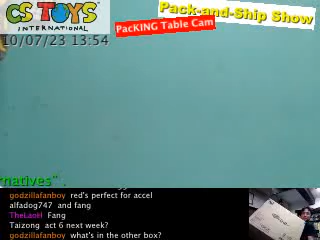 CS TOYS
INTERNATIONAL
Pack-and-Ship Show
PacKING Table Cam
10/07/23 13:54
natives" .
godzillafanboy red's perfect for accel
alfadog747 and fang
TheLaoH Fang
Taizong act 6 next week?
godzillafanboy what's in the other box?